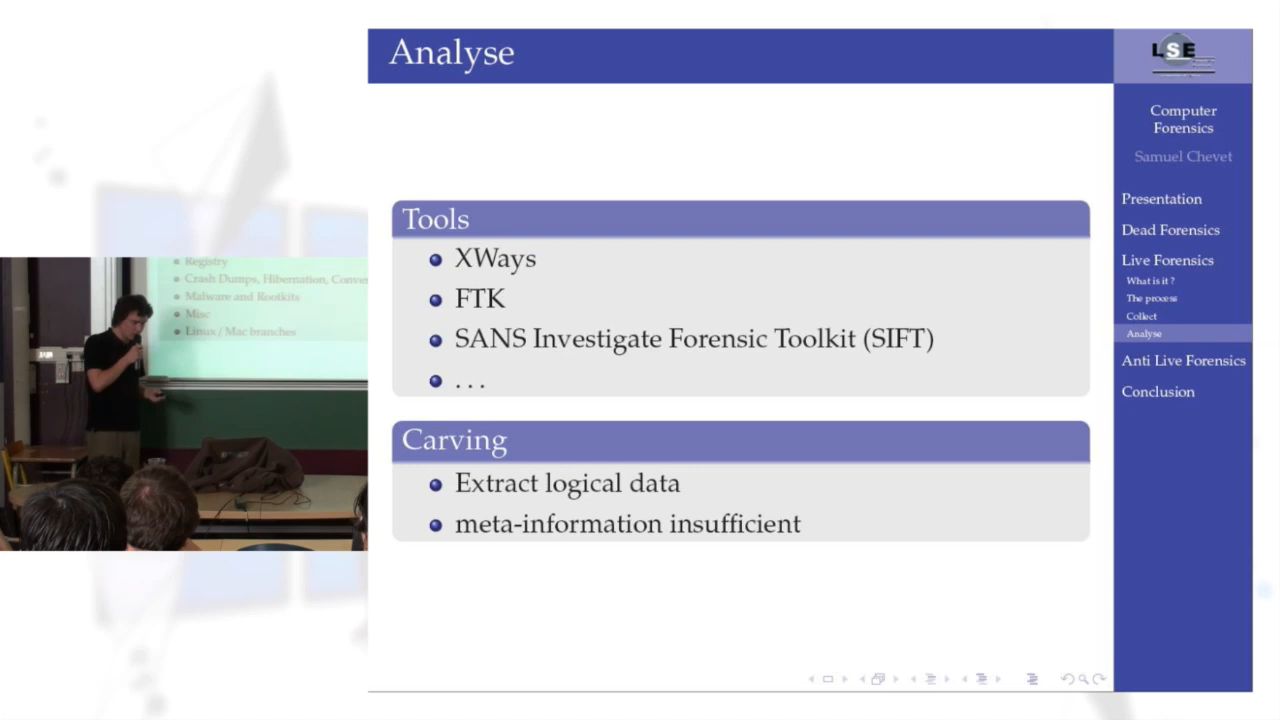 Analyse
LSE
Computer
Forensics
Samuel Chevet
Presentation
Dead Forensics
Live Forensics
What is it ?
The process
Collect
Analyse
Anti Live Forensics
Conclusion
Tools
XWays
FTK
SANS Investigate Forensic Toolkit (SIFT)
. . .
Carving
Extract logical data
meta-information insufficient
Registry
Crash Dumps, Hibernation, Conver
Malware and Rootkits
Misc
Linux / Mac branches